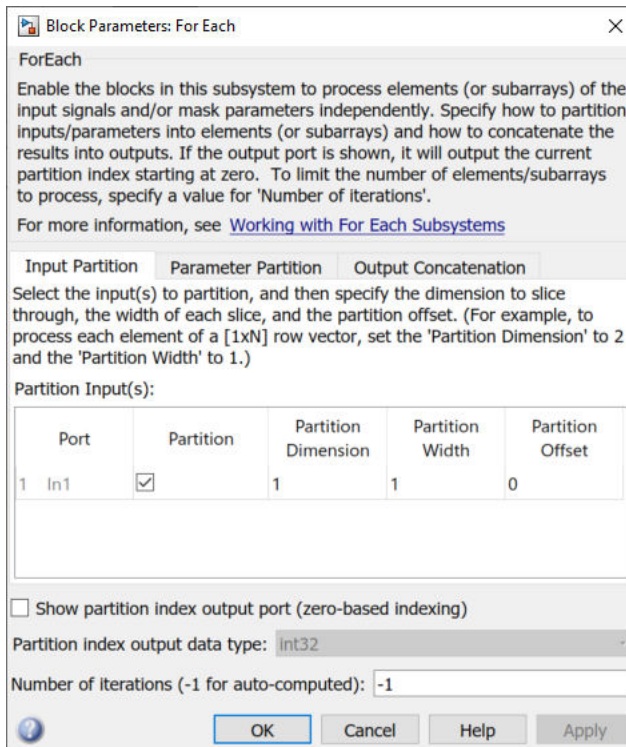 Block Parameters: For Each
ForEach
Enable the blocks in this subsystem to process elements (or subarrays) of the
input signals and/or mask parameters independently. Specify how to partition
inputs/parameters into elements (or subarrays) and how to concatenate the
results into outputs. If the output port is shown, it will output the current
partition index starting at zero.  To limit the number of elements/subarrays
to process, specify a value for 'Number of iterations'.
For more information, see Working with For Each Subsystems
Input Partition Parameter Partition Output Concatenation
Select the input(s) to partition, and then specify the dimension to slice
through, the width of each slice, and the partition offset. (For example, to
process each element of a [1xN] row vector, set the 'Partition Dimension' to 2
and the 'Partition Width' to 1.)
Partition Input(s):
Port Partition Partition Dimension Partition Width Partition Offset
1 In1 1 1 0
Show partition index output port (zero-based indexing)
Partition index output data type: int32
Number of iterations (-1 for auto-computed): -1
OK Cancel Help Apply